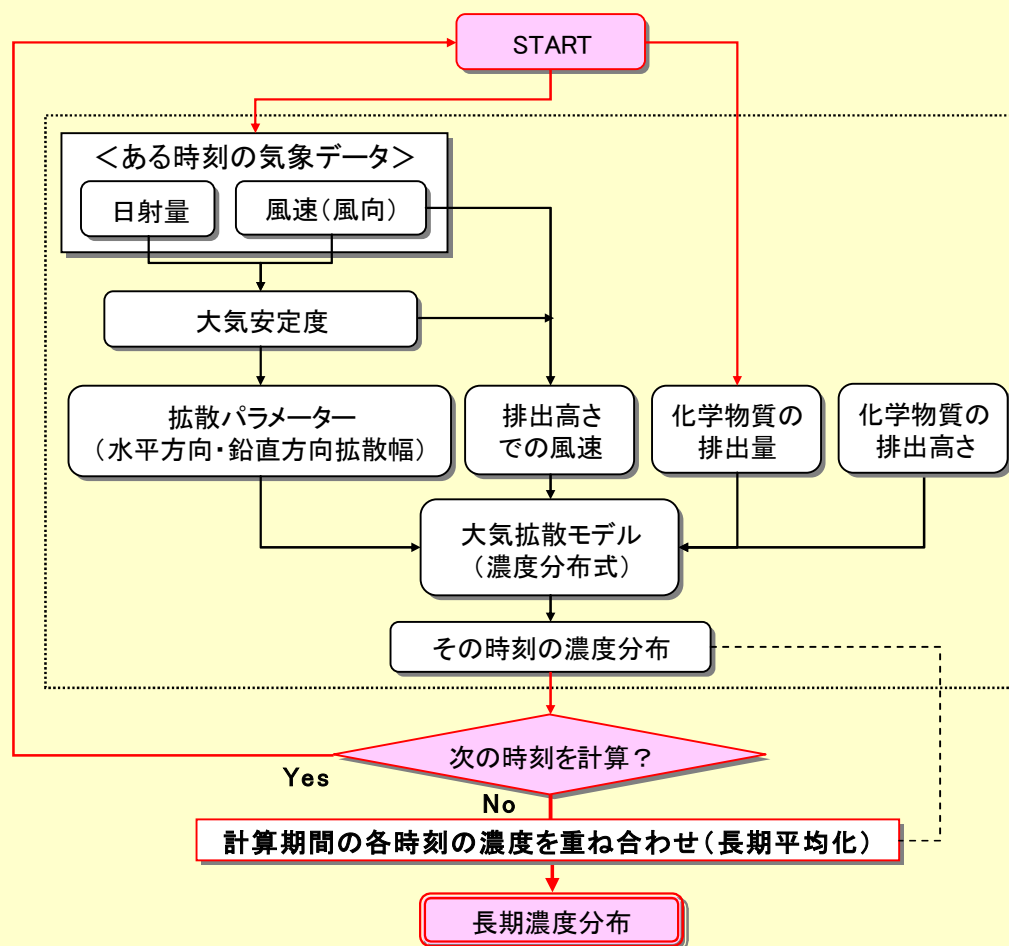 START
＜ある時刻の気象データ＞
日射量
風速（風向）
大気安定度
拡散パラメーター
（水平方向・鉛直方向拡散幅）
排出高さ
での風速
化学物質の
排出量
化学物質の
排出高さ
大気拡散モデル
（濃度分布式）
その時刻の濃度分布
次の時刻を計算？
Yes
No
計算期間の各時刻の濃度を重ね合わせ（長期平均化）
長期濃度分布